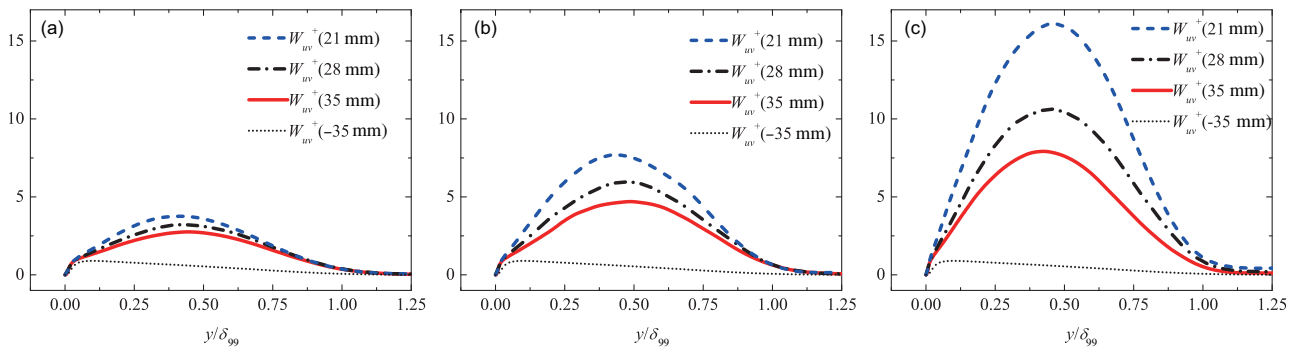 (a)
W_uv^+(21 mm)
W_uv^+(28 mm)
W_uv^+(35 mm)
W_uv^+(−35 mm)
15
10
5
0
0.00 0.25 0.50 0.75 1.00 1.25
y/δ_99
(b)
W_uv^+(21 mm)
W_uv^+(28 mm)
W_uv^+(35 mm)
W_uv^+(−35 mm)
15
10
5
0
0.00 0.25 0.50 0.75 1.00 1.25
y/δ_99
(c)
W_uv^+(21 mm)
W_uv^+(28 mm)
W_uv^+(35 mm)
W_uv^+(-35 mm)
15
10
5
0
0.00 0.25 0.50 0.75 1.00 1.25
y/δ_99